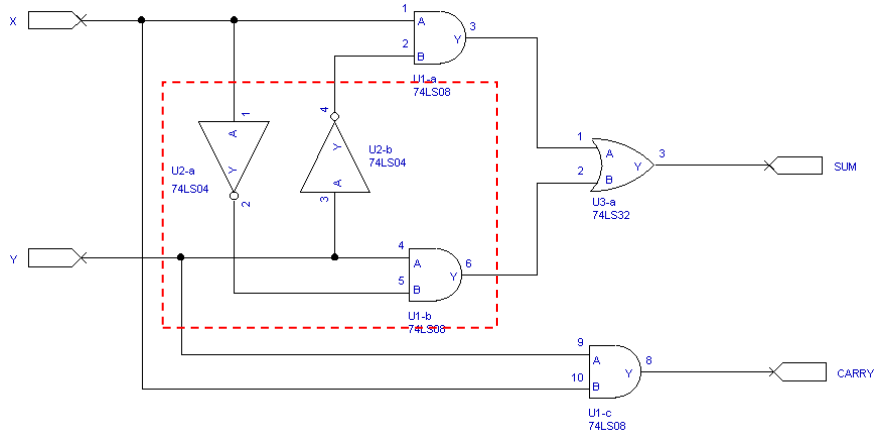 X
1
A
3
Y
2
B
U1-a
74LS08
1
A
4
Y
U2-b
74LS04
U2-a
74LS04
Y
2
A
3
1
A
3
2
B
Y
SUM
U3-a
74LS32
Y
4
A
6
5
B
Y
U1-b
74LS08
9
A
8
10
B
Y
CARRY
U1-c
74LS08